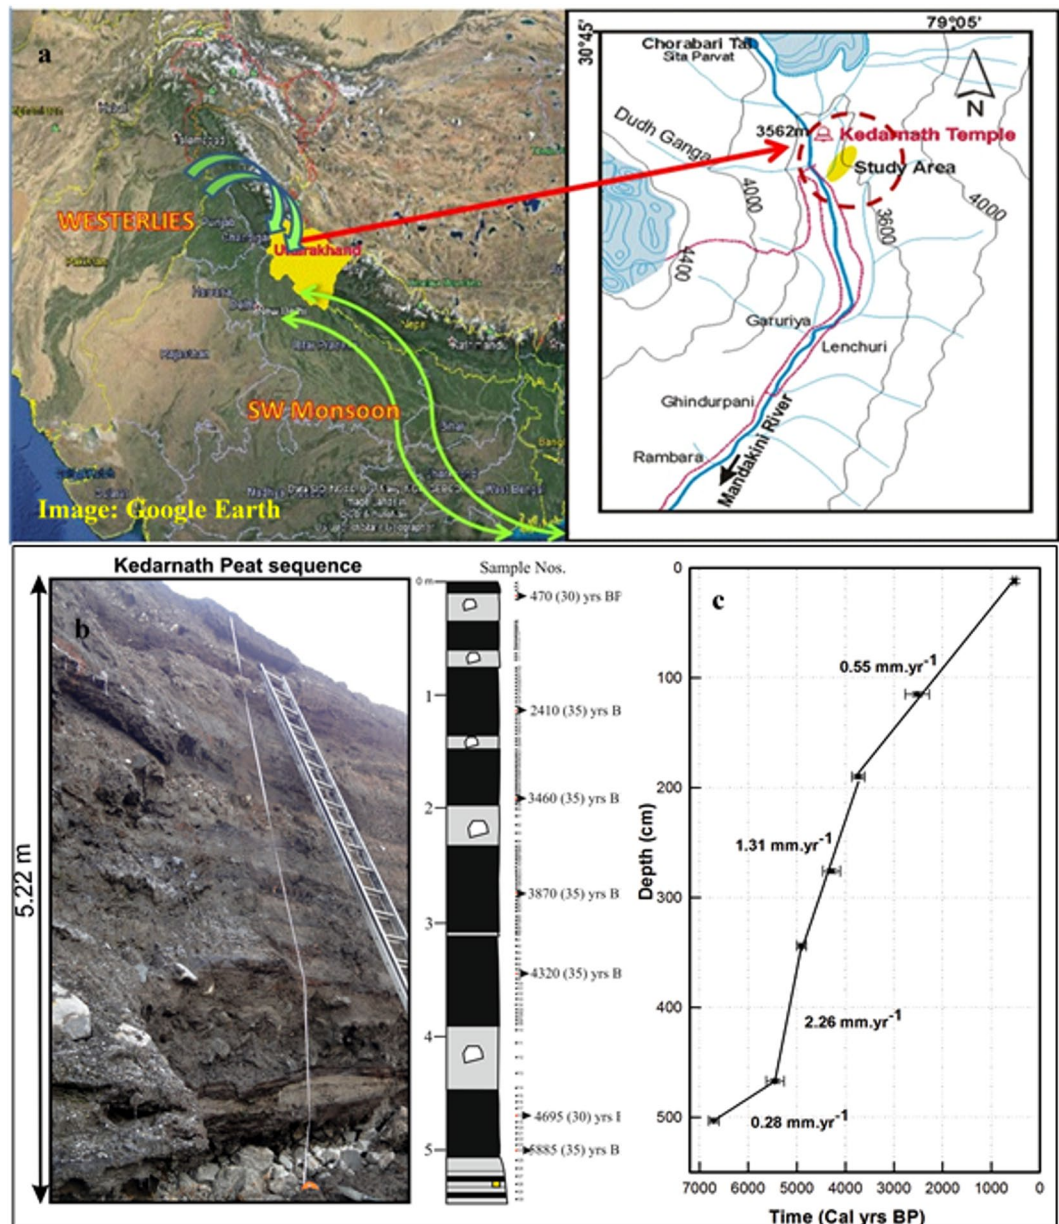 a
WESTERLIES
Uttarakhand
SW Monsoon
Image: Google Earth
79°05'
30°45'
Chorabari Tal
Sita Parvat
N
3562m
Kedarnath Temple
Dudh Ganga
Study Area
4000
4000
3600
4400
Gaturiya
Lenchuri
Ghindurpani
Rambara
Mandakini River
Kedarnath Peat sequence
b
5.22 m
Sample Nos.
0 m
1
2
3
4
5
470 (30) yrs BP
2410 (35) yrs B
3460 (35) yrs B
3870 (35) yrs B
4320 (35) yrs B
4695 (30) yrs
5885 (35) yrs B
c
0
100
200
300
400
500
Depth (cm)
0.55 mm.yr-1
1.31 mm.yr-1
2.26 mm.yr-1
0.28 mm.yr-1
7000 6000 5000 4000 3000 2000 1000 0
Time (Cal yrs BP)